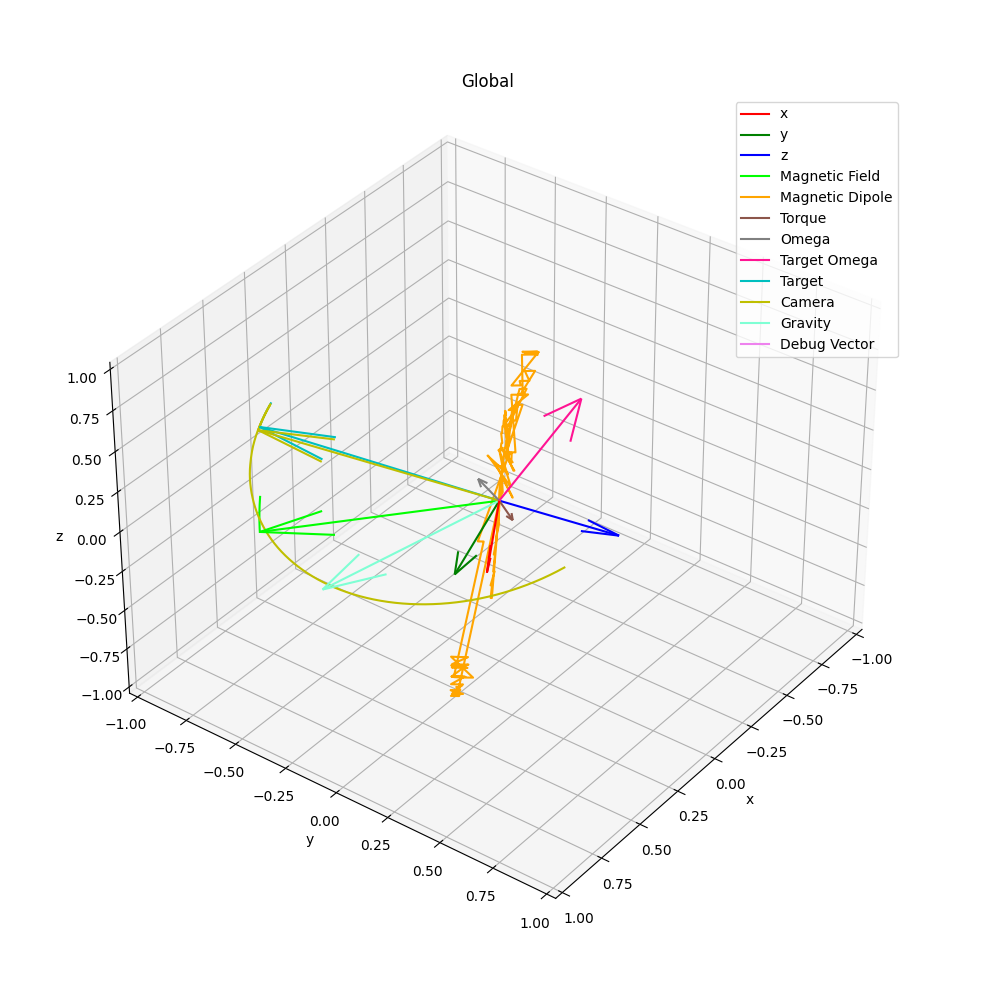 Global
x
y
z
Magnetic Field
Magnetic Dipole
Torque
Omega
Target Omega
Target
Camera
Gravity
Debug Vector
1.00
0.75
0.50
0.25
0.00
−0.25
−0.50
−0.75
−1.00
z
−1.00
−0.75
−0.50
−0.25
0.00
0.25
0.50
0.75
1.00
y
−1.00
−0.75
−0.50
−0.25
0.00
0.25
0.50
0.75
1.00
x